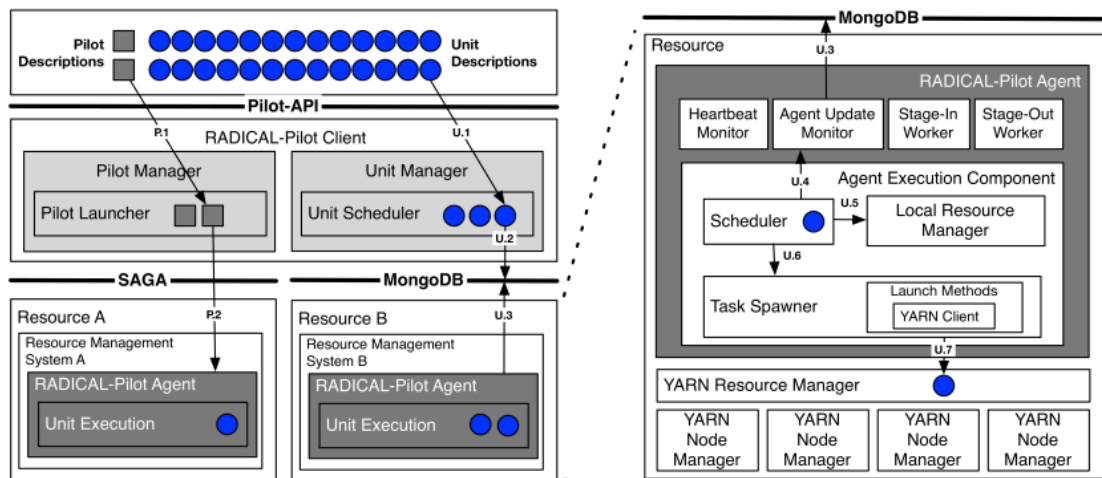 Pilot
Descriptions
Unit
Descriptions
Pilot-API
P.1
U.1
RADICAL-Pilot Client
Pilot Manager
Pilot Launcher
Unit Manager
Unit Scheduler
U.2
SAGA
MongoDB
P.2
U.3
Resource A
Resource Management
System A
RADICAL-Pilot Agent
Unit Execution
Resource B
Resource Management
System B
RADICAL-Pilot Agent
Unit Execution
MongoDB
Resource
U.3
RADICAL-Pilot Agent
Heartbeat
Monitor
Agent Update
Monitor
Stage-In
Worker
Stage-Out
Worker
U.4
Agent Execution Component
Scheduler
U.5
Local Resource
Manager
U.6
Task Spawner
Launch Methods
YARN Client
U.7
YARN Resource Manager
YARN
Node
Manager
YARN
Node
Manager
YARN
Node
Manager
YARN
Node
Manager